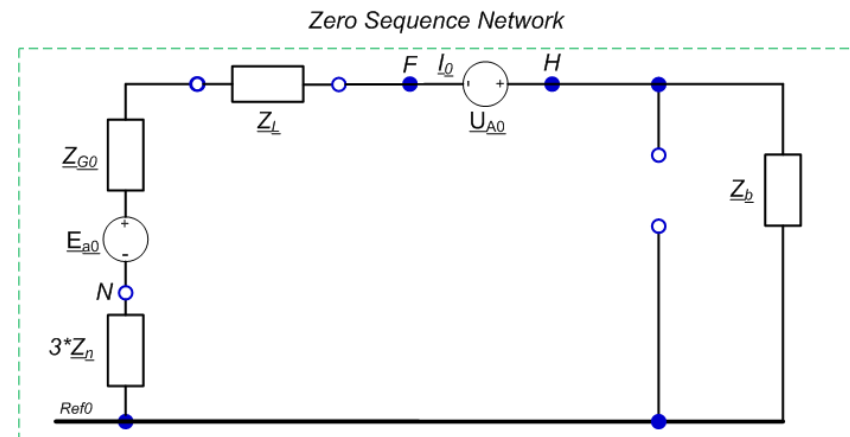 Zero Sequence Network
F I0 H
- +
ZL
UA0
ZG0
Zb
+
Ea0
-
N
3*Zn
Ref0